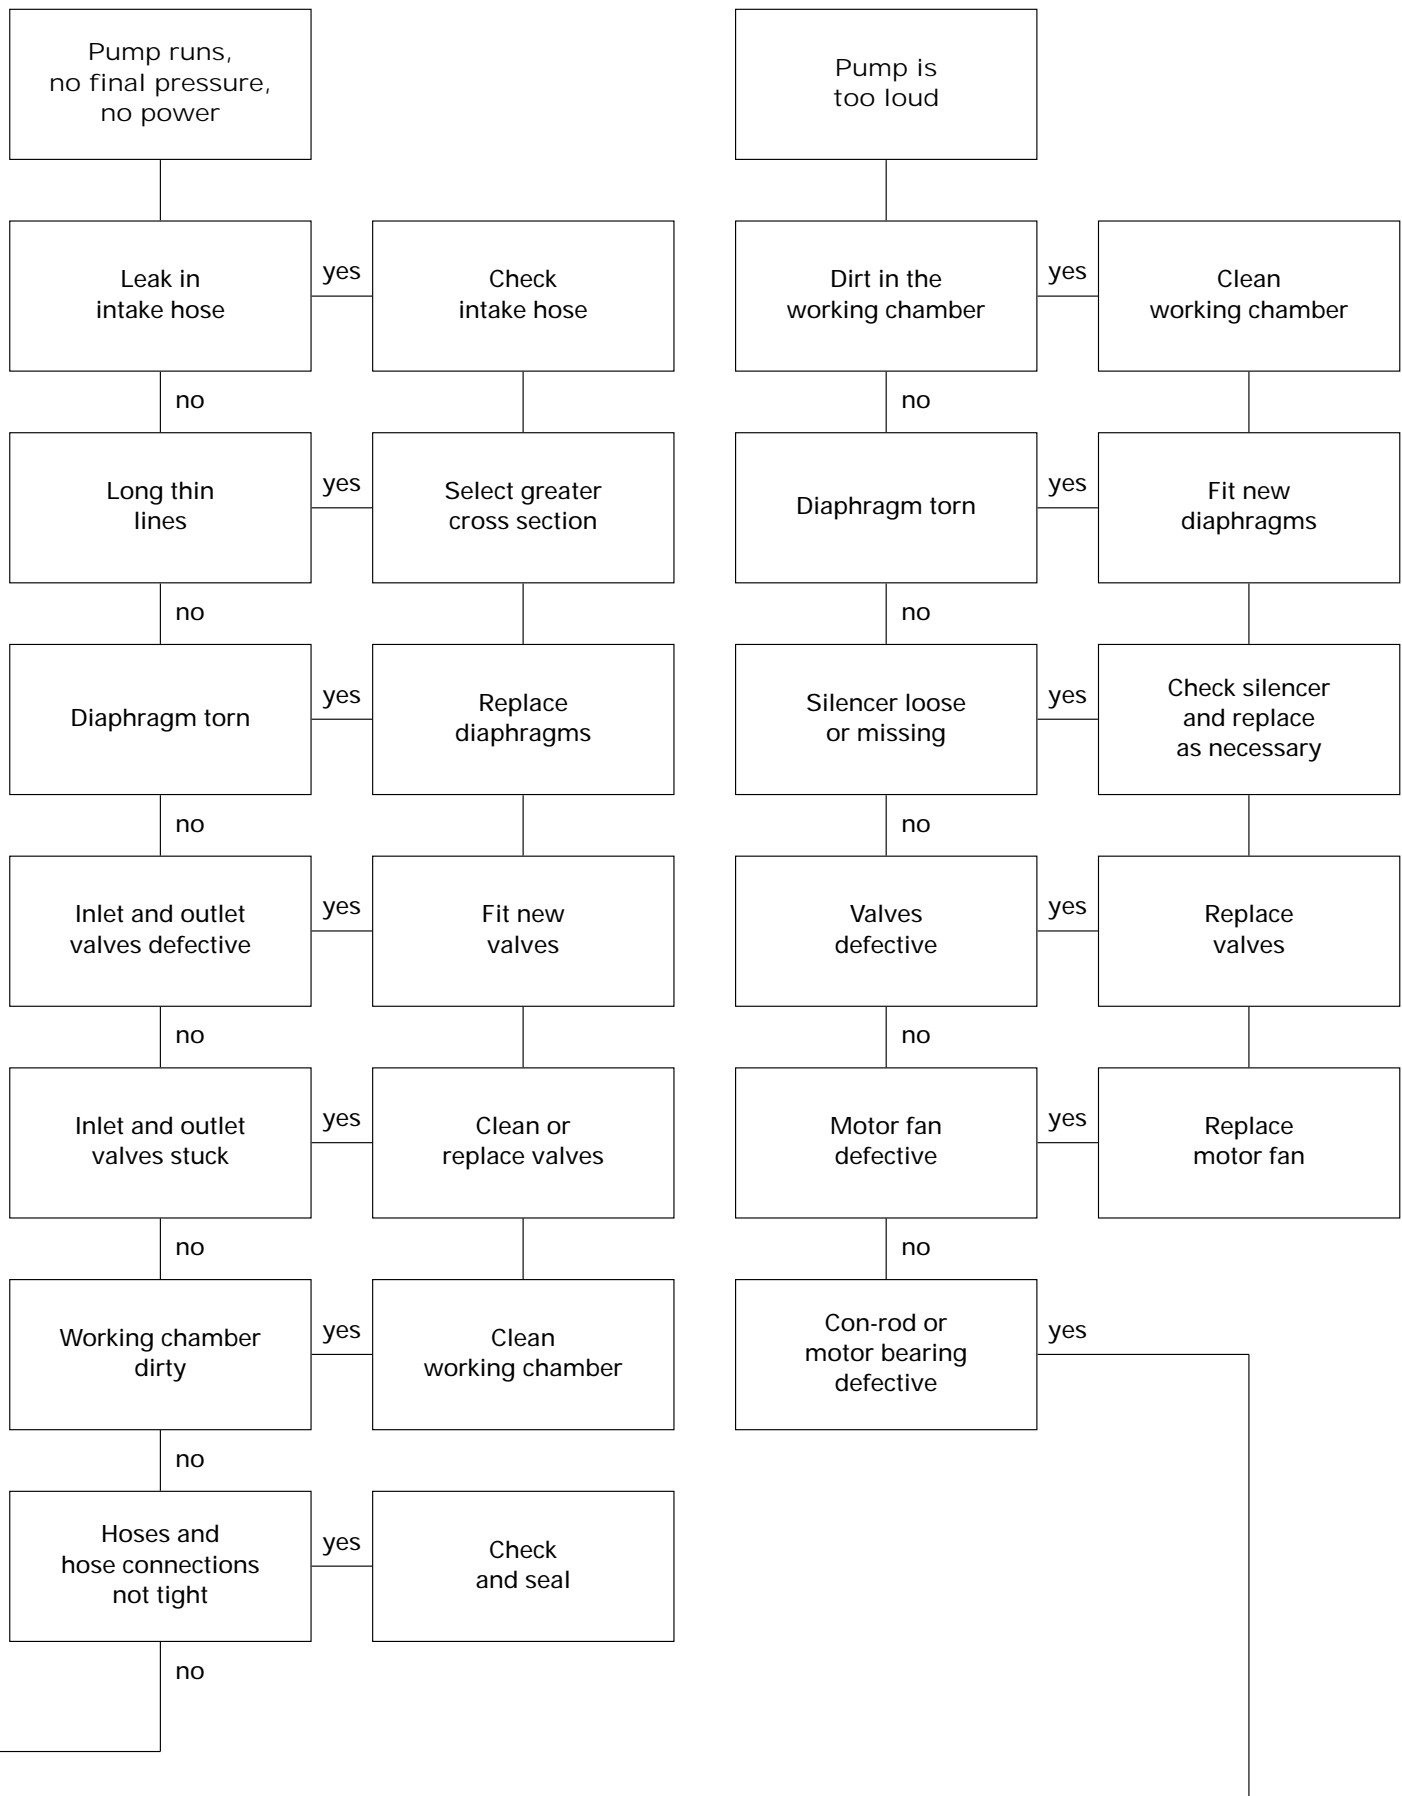 Pump runs,
no final pressure,
no power
Leak in
intake hose
yes
Check
intake hose
no
Long thin
lines
yes
Select greater
cross section
no
Diaphragm torn
yes
Replace
diaphragms
no
Inlet and outlet
valves defective
yes
Fit new
valves
no
Inlet and outlet
valves stuck
yes
Clean or
replace valves
no
Working chamber
dirty
yes
Clean
working chamber
no
Hoses and
hose connections
not tight
yes
Check
and seal
no
Pump is
too loud
Dirt in the
working chamber
yes
Clean
working chamber
no
Diaphragm torn
yes
Fit new
diaphragms
no
Silencer loose
or missing
yes
Check silencer
and replace
as necessary
no
Valves
defective
yes
Replace
valves
no
Motor fan
defective
yes
Replace
motor fan
no
Con-rod or
motor bearing
defective
yes